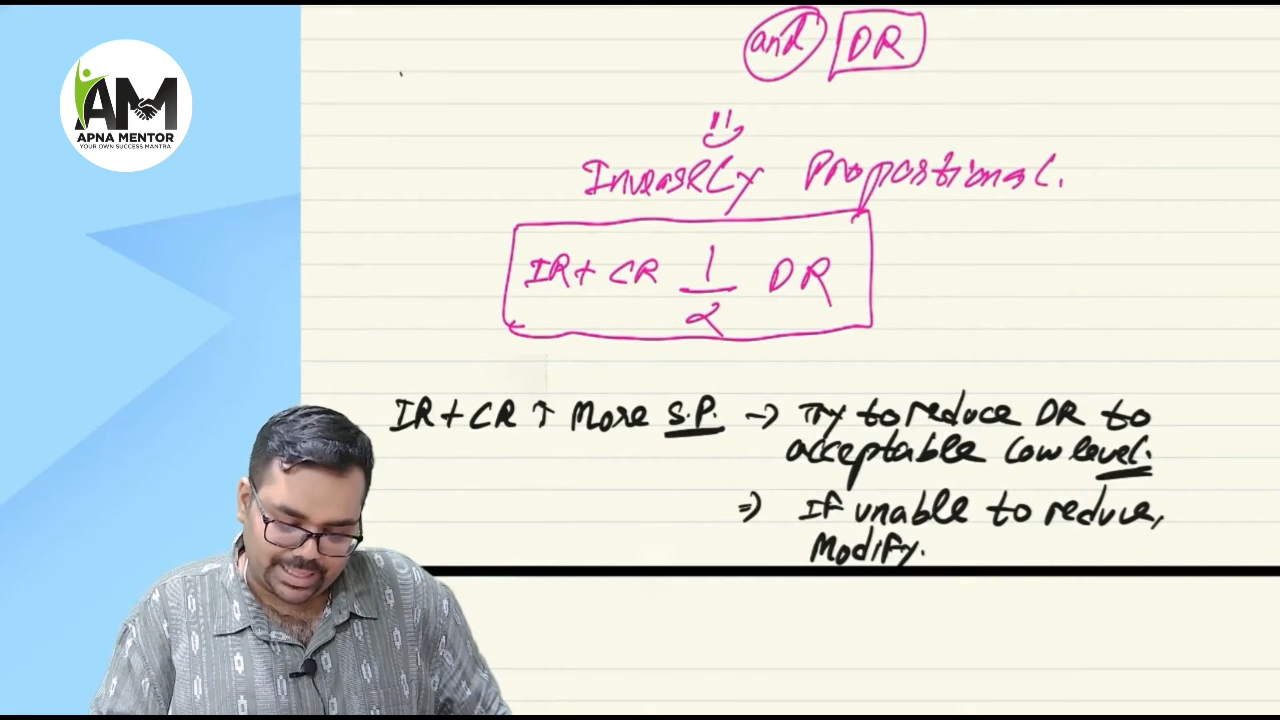 and DR
AM
APNA MENTOR
YOUR OWN SUCCESS MANTRA
Inversely Proportional.
IR + CR 1/α DR
IR + CR ↑ More S.P. → Try to reduce DR to
acceptable low level.
⇒ If unable to reduce,
Modify.